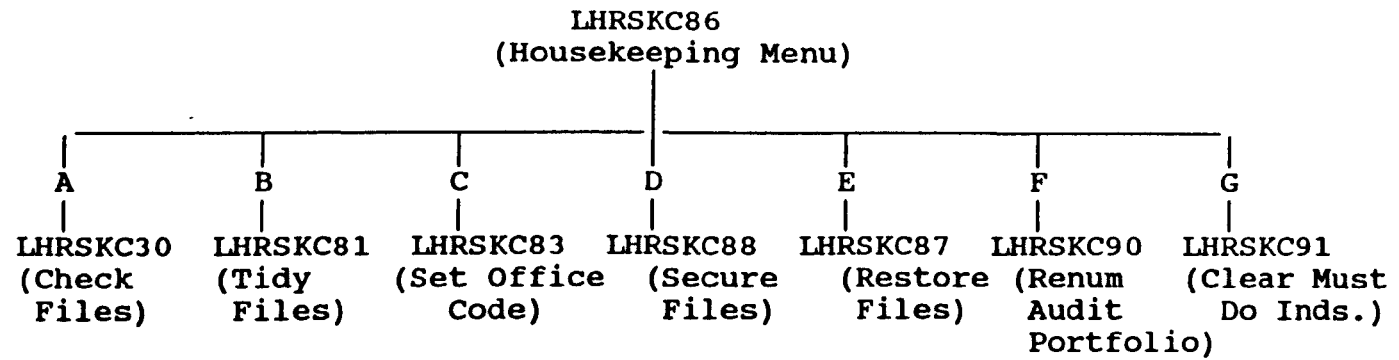 LHRSKC86
(Housekeeping Menu)
A B C D E F G
LHRSKC30 LHRSKC81 LHRSKC83 LHRSKC88 LHRSKC87 LHRSKC90 LHRSKC91
(Check (Tidy (Set Office (Secure (Restore (Renum (Clear Must
Files) Files) Code) Files) Files) Audit Do Inds.)
Portfolio)